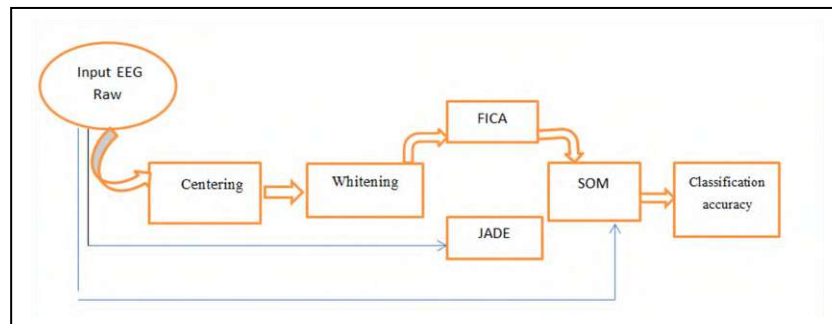 Input EEG
Raw
Centering
Whitening
FICA
JADE
SOM
Classification
accuracy